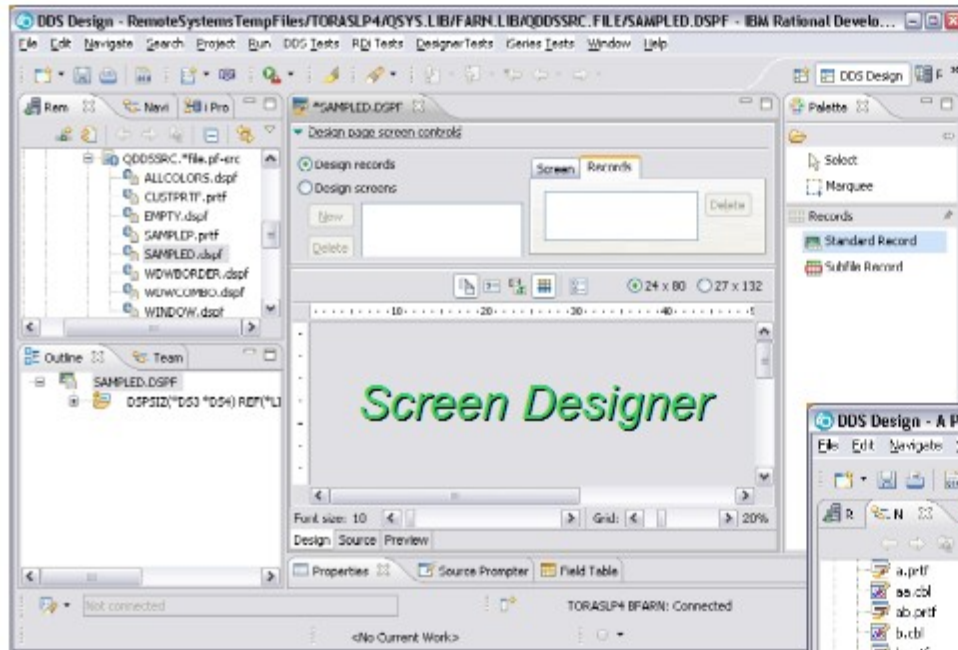 DDS Design - RemoteSystemsTempFiles/TORASLP4/QSYS.LIB/FARN.LIB/QDDSSRC.FILE/SAMPLED.DSPF - IBM Rational Develo...
File Edit Navigate Search Project Run DDS Tests RDI Tests DesignerTests iSeries Tests Window Help
DDS Design
Rem Navi i Pro
QDDSSRC.*file.pf-src
ALLCOLORS.dspf
CUSTPRTF.prtf
EMPTY.dspf
SAMPLEP.prtf
SAMPLED.dspf
WDWBORDER.dspf
WDWCOMBO.dspf
WINDOW.dspf
Outline Team
SAMPLED.DSPF
DSPSIZ(*DS3 *DS4) REF(*LI
*SAMPLED.DSPF
Design page screen controls
Design records
Design screens
New
Delete
Screen Records
Delete
24 x 80 27 x 132
10 20 30 40 5
Screen Designer
Font size: 10 Grid: 20%
Design Source Preview
Properties Source Prompter Field Table
Palette
Select
Marquee
Records
Standard Record
Subfile Record
Not connected
TORASLP4 BFARN: Connected
<No Current Work>
DDS Design - A P
File Edit Navigate
R N
a.prtf
aa.cbl
ab.prtf
b.cbl